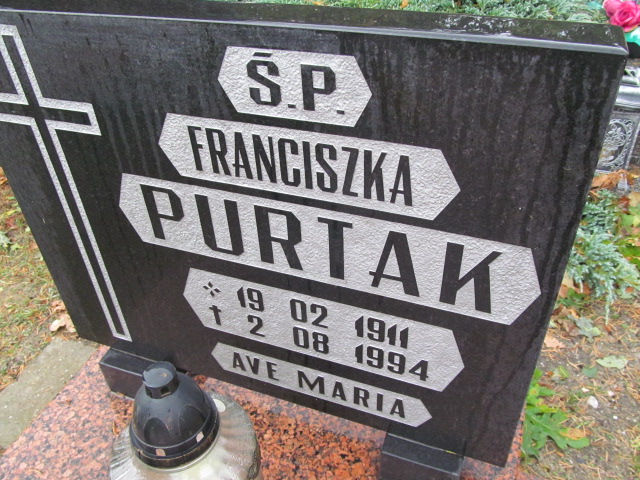 Ś.P.
FRANCISZKA
PURTAK
* 19 02 1911
† 2 08 1994
AVE MARIA